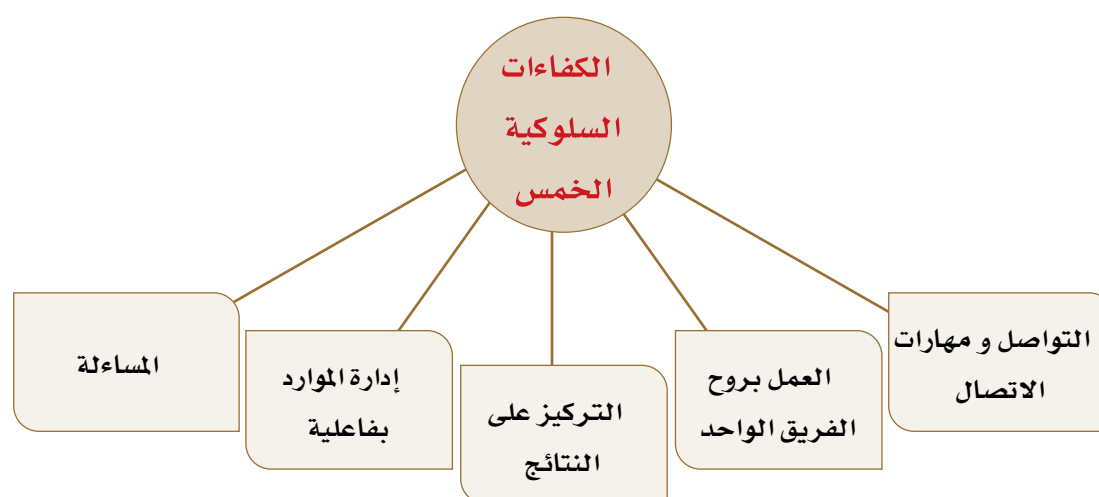 الكفاءات
السلوكية
الخمس
التواصل و مهارات
الاتصال
العمل بروح
الفريق الواحد
التركيز على
النتائج
إدارة الموارد
بفاعلية
المساءلة